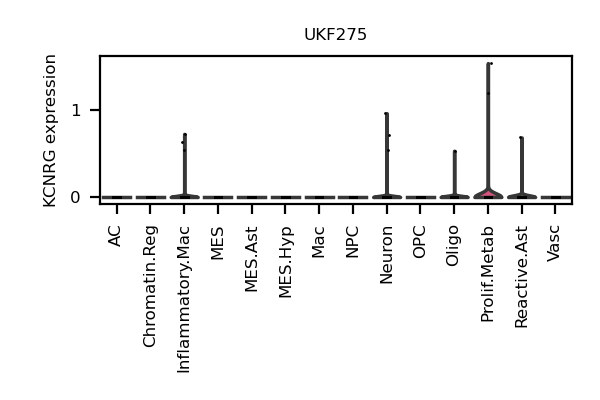 UKF275
KCNRG expression
1
0
AC
Chromatin.Reg
Inflammatory.Mac
MES
MES.Ast
MES.Hyp
Mac
NPC
Neuron
OPC
Oligo
Prolif.Metab
Reactive.Ast
Vasc